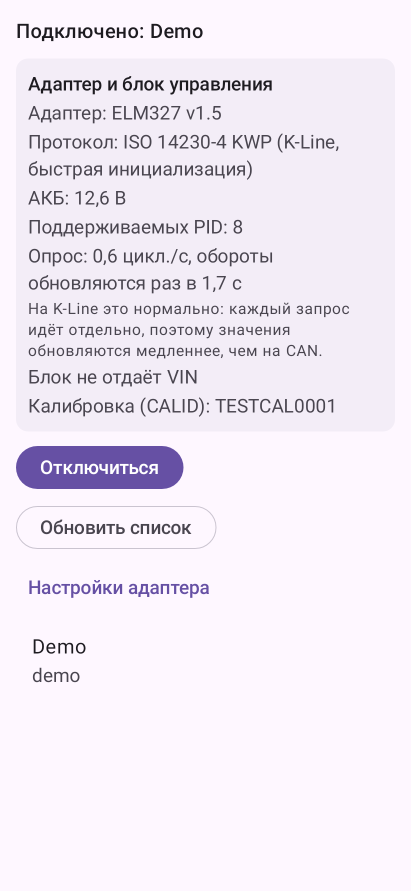 Подключено: Demo
Адаптер и блок управления
Адаптер: ELM327 v1.5
Протокол: ISO 14230-4 KWP (K-Line,
быстрая инициализация)
АКБ: 12,6 В
Поддерживаемых PID: 8
Опрос: 0,6 цикл./с, обороты
обновляются раз в 1,7 с
На K-Line это нормально: каждый запрос
идёт отдельно, поэтому значения
обновляются медленнее, чем на CAN.
Блок не отдаёт VIN
Калибровка (CALID): TESTCAL0001
Отключиться
Обновить список
Настройки адаптера
Demo
demo